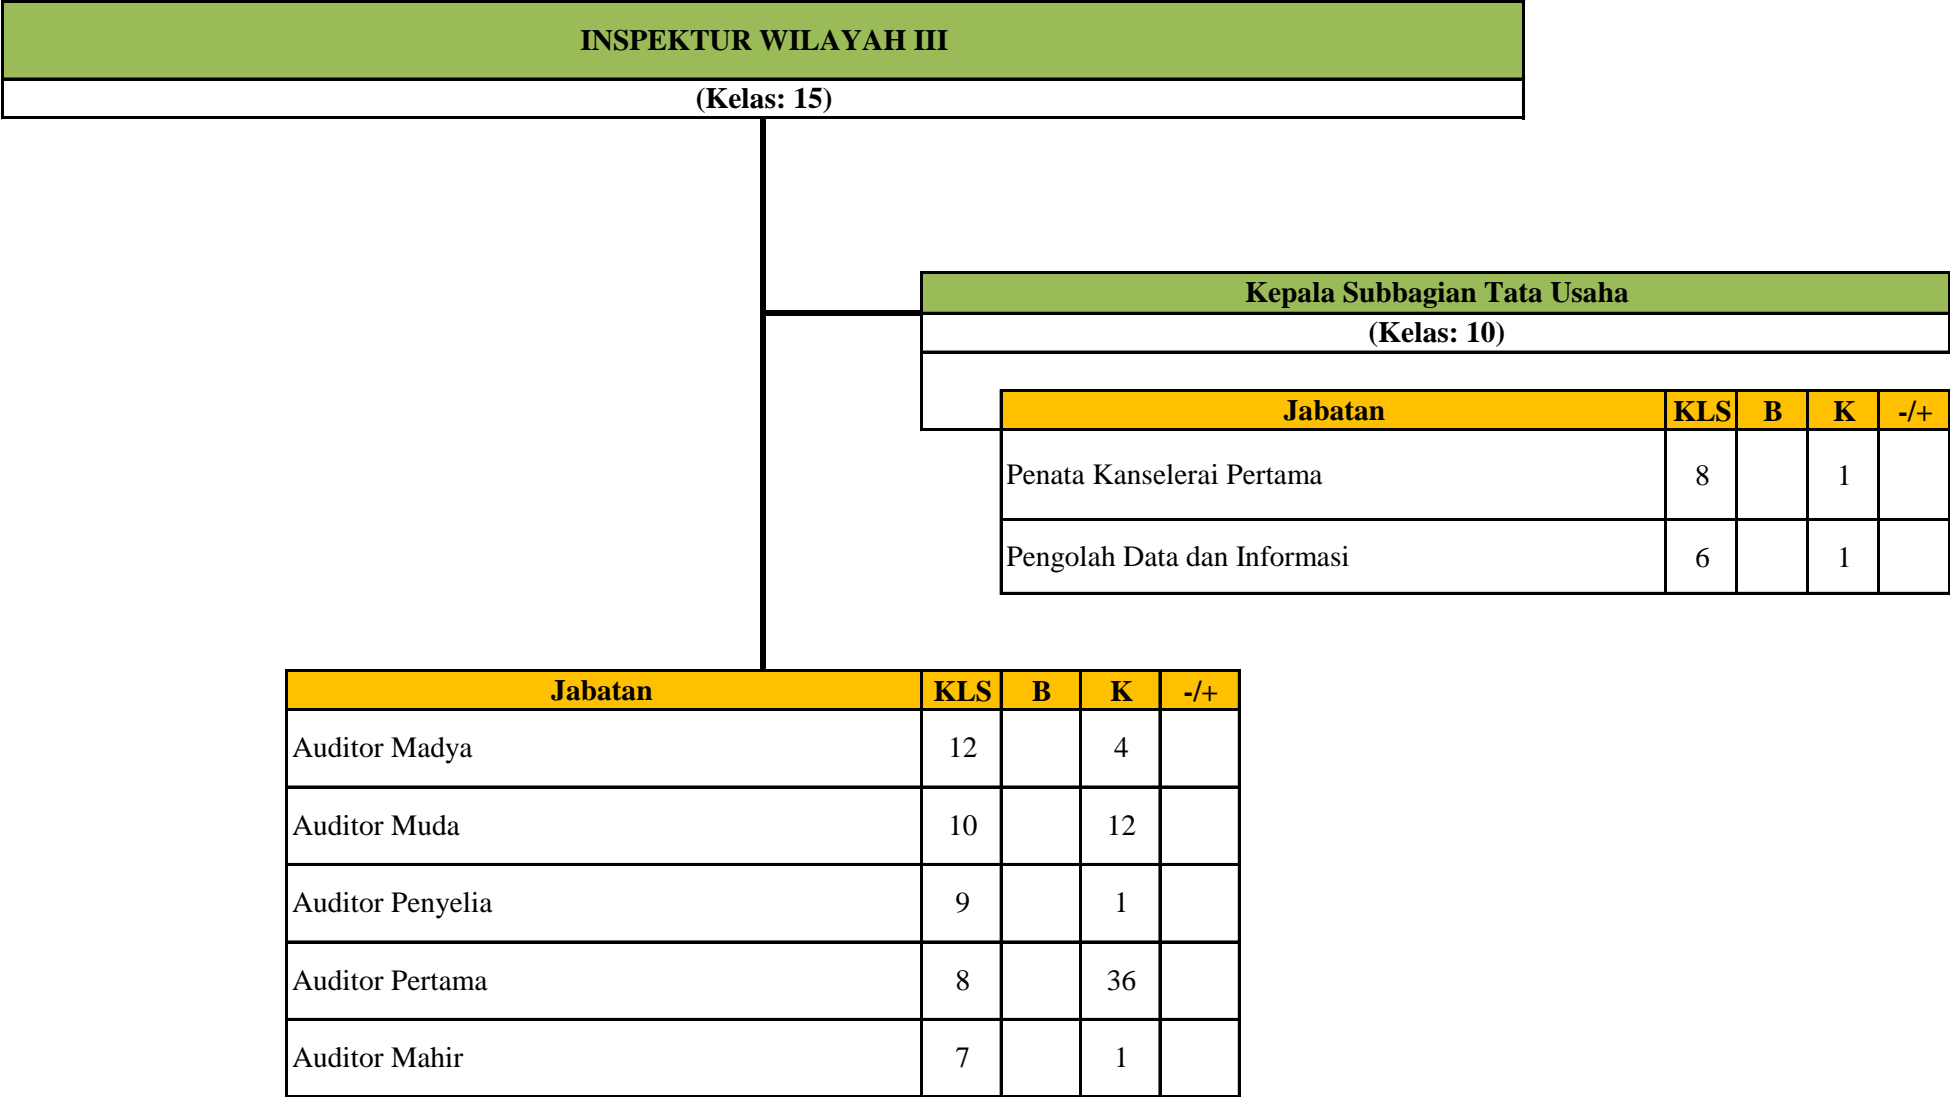 INSPEKTUR WILAYAH III
(Kelas: 15)
Kepala Subbagian Tata Usaha
(Kelas: 10)
Jabatan KLS B K -/+
Penata Kanselerai Pertama 8 1
Pengolah Data dan Informasi 6 1
Jabatan KLS B K -/+
Auditor Madya 12 4
Auditor Muda 10 12
Auditor Penyelia 9 1
Auditor Pertama 8 36
Auditor Mahir 7 1